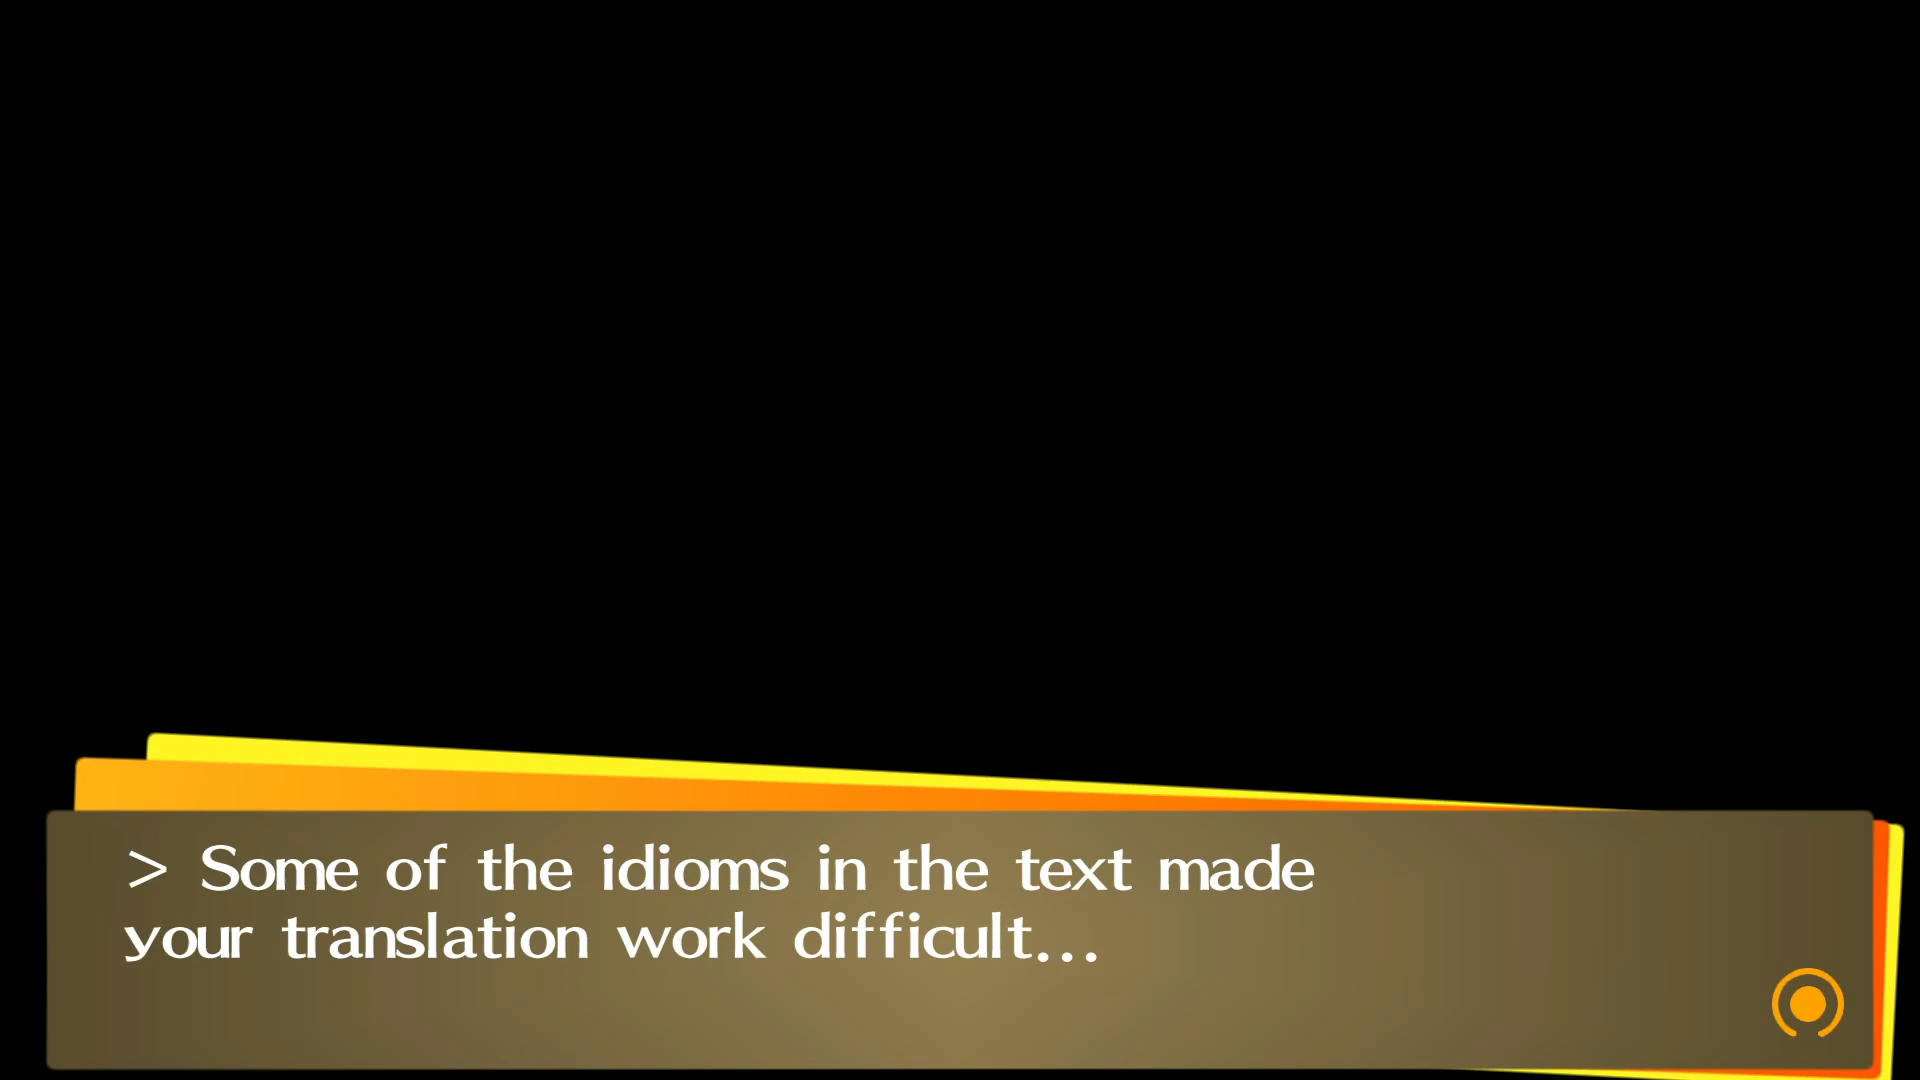 > Some of the idioms in the text made
your translation work difficult...